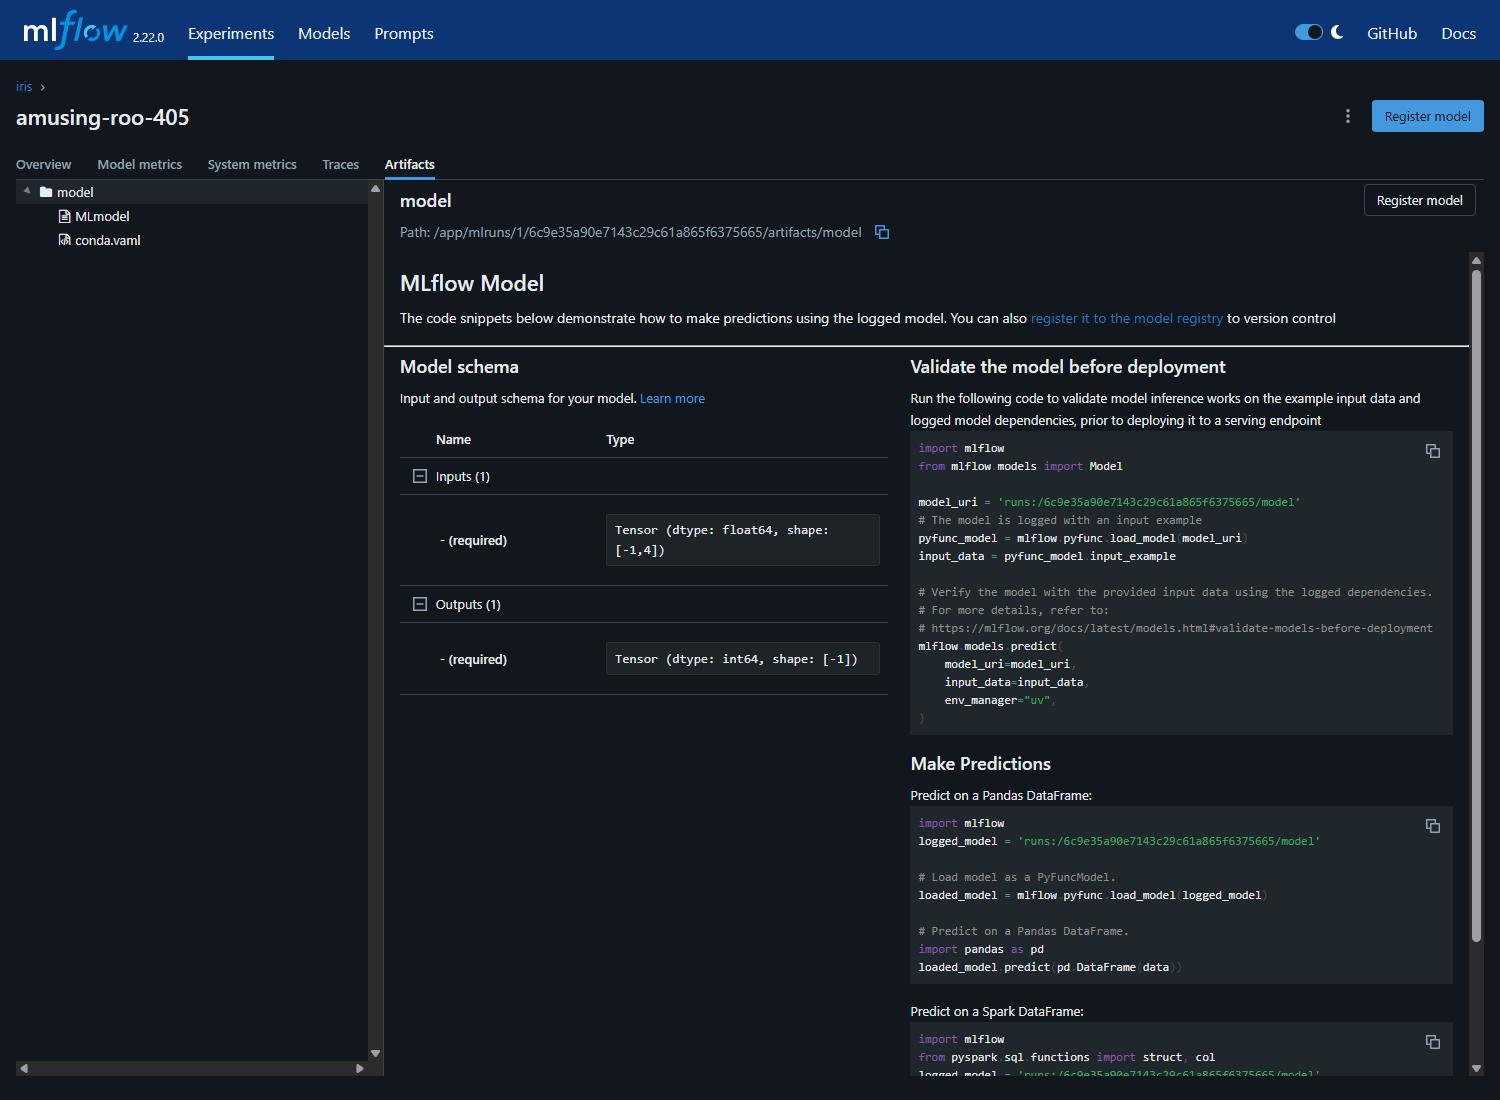 mlflow 2.22.0 Experiments Models Prompts GitHub Docs
iris ›
amusing-roo-405
Register model
Overview Model metrics System metrics Traces Artifacts
model
MLmodel
conda.yaml
model
Register model
Path: /app/mlruns/1/6c9e35a90e7143c29c61a865f6375665/artifacts/model
MLflow Model
The code snippets below demonstrate how to make predictions using the logged model. You can also register it to the model registry to version control
Model schema
Input and output schema for your model. Learn more
Name Type
Inputs (1)
- (required)
Tensor (dtype: float64, shape:
[-1,4])
Outputs (1)
- (required)
Tensor (dtype: int64, shape: [-1])
Validate the model before deployment
Run the following code to validate model inference works on the example input data and
logged model dependencies, prior to deploying it to a serving endpoint
import mlflow
from mlflow.models import Model
model_uri = 'runs:/6c9e35a90e7143c29c61a865f6375665/model'
# The model is logged with an input example
pyfunc_model = mlflow.pyfunc.load_model(model_uri)
input_data = pyfunc_model.input_example
# Verify the model with the provided input data using the logged dependencies.
# For more details, refer to:
# https://mlflow.org/docs/latest/models.html#validate-models-before-deployment
mlflow.models.predict(
model_uri=model_uri,
input_data=input_data,
env_manager="uv",
)
Make Predictions
Predict on a Pandas DataFrame:
import mlflow
logged_model = 'runs:/6c9e35a90e7143c29c61a865f6375665/model'
# Load model as a PyFuncModel.
loaded_model = mlflow.pyfunc.load_model(logged_model)
# Predict on a Pandas DataFrame.
import pandas as pd
loaded_model.predict(pd.DataFrame(data))
Predict on a Spark DataFrame:
import mlflow
from pyspark.sql.functions import struct, col
logged_model = 'runs:/6c9e35a90e7143c29c61a865f6375665/model'